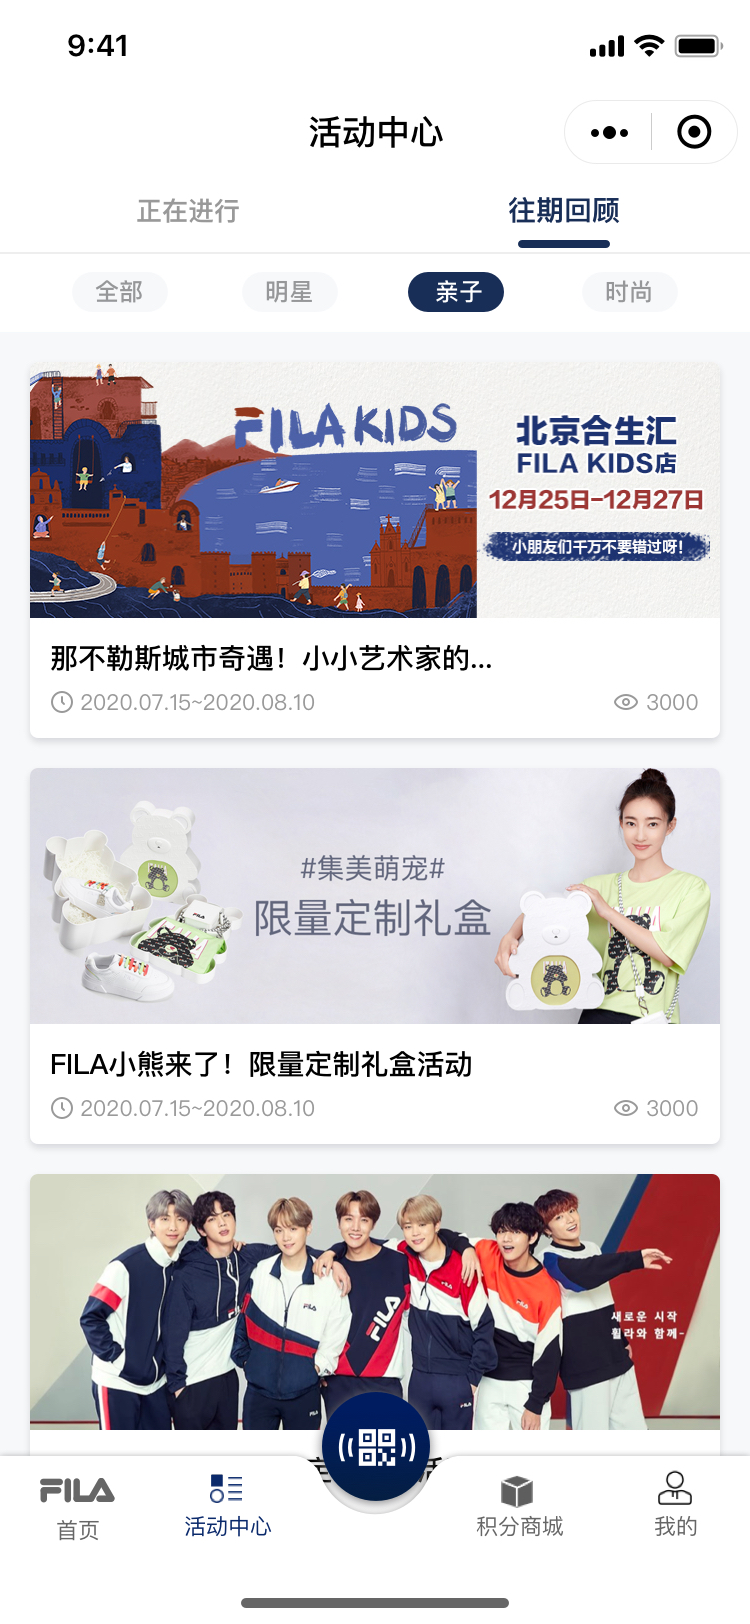 9:41
活动中心
正在进行
往期回顾
全部
明星
亲子
时尚
FILA KIDS
北京合生汇
FILA KIDS店
12月25日-12月27日
小朋友们千万不要错过呀!
那不勒斯城市奇遇！小小艺术家的...
2020.07.15~2020.08.10
3000
#集美萌宠#
限量定制礼盒
FILA小熊来了！限量定制礼盒活动
2020.07.15~2020.08.10
3000
FILA
FILA
FILA
새로운 시작
휠라와 함께-
FILA
首页
活动中心
积分商城
我的